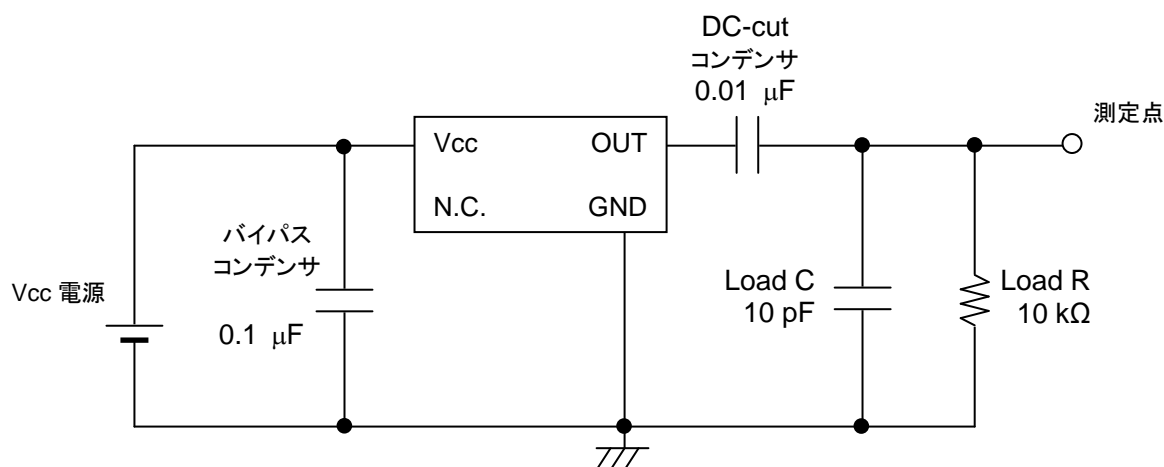 DC-cut
コンデンサ
0.01 μF
測定点
Vcc
OUT
N.C.
GND
バイパス
コンデンサ
0.1 μF
Vcc 電源
Load C
10 pF
Load R
10 kΩ